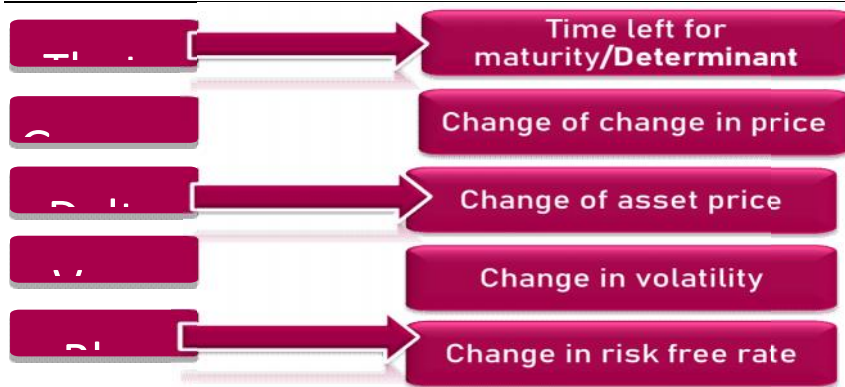 Time left for
maturity/Determinant
Change of change in price
Change of asset price
Change in volatility
Change in risk free rate